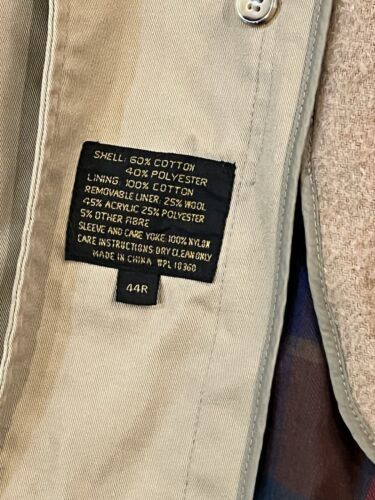 SHELL: 60% COTTON
40% POLYESTER
LINING: 100% COTTON
REMOVABLE LINER: 25% WOOL
45% ACRYLIC 25% POLYESTER
5% OTHER FIBRE
SLEEVE AND CARE YOKE: 100% NYLON
CARE INSTRUCTIONS DRY CLEAN ONLY
MADE IN CHINA WPL 10360
44R